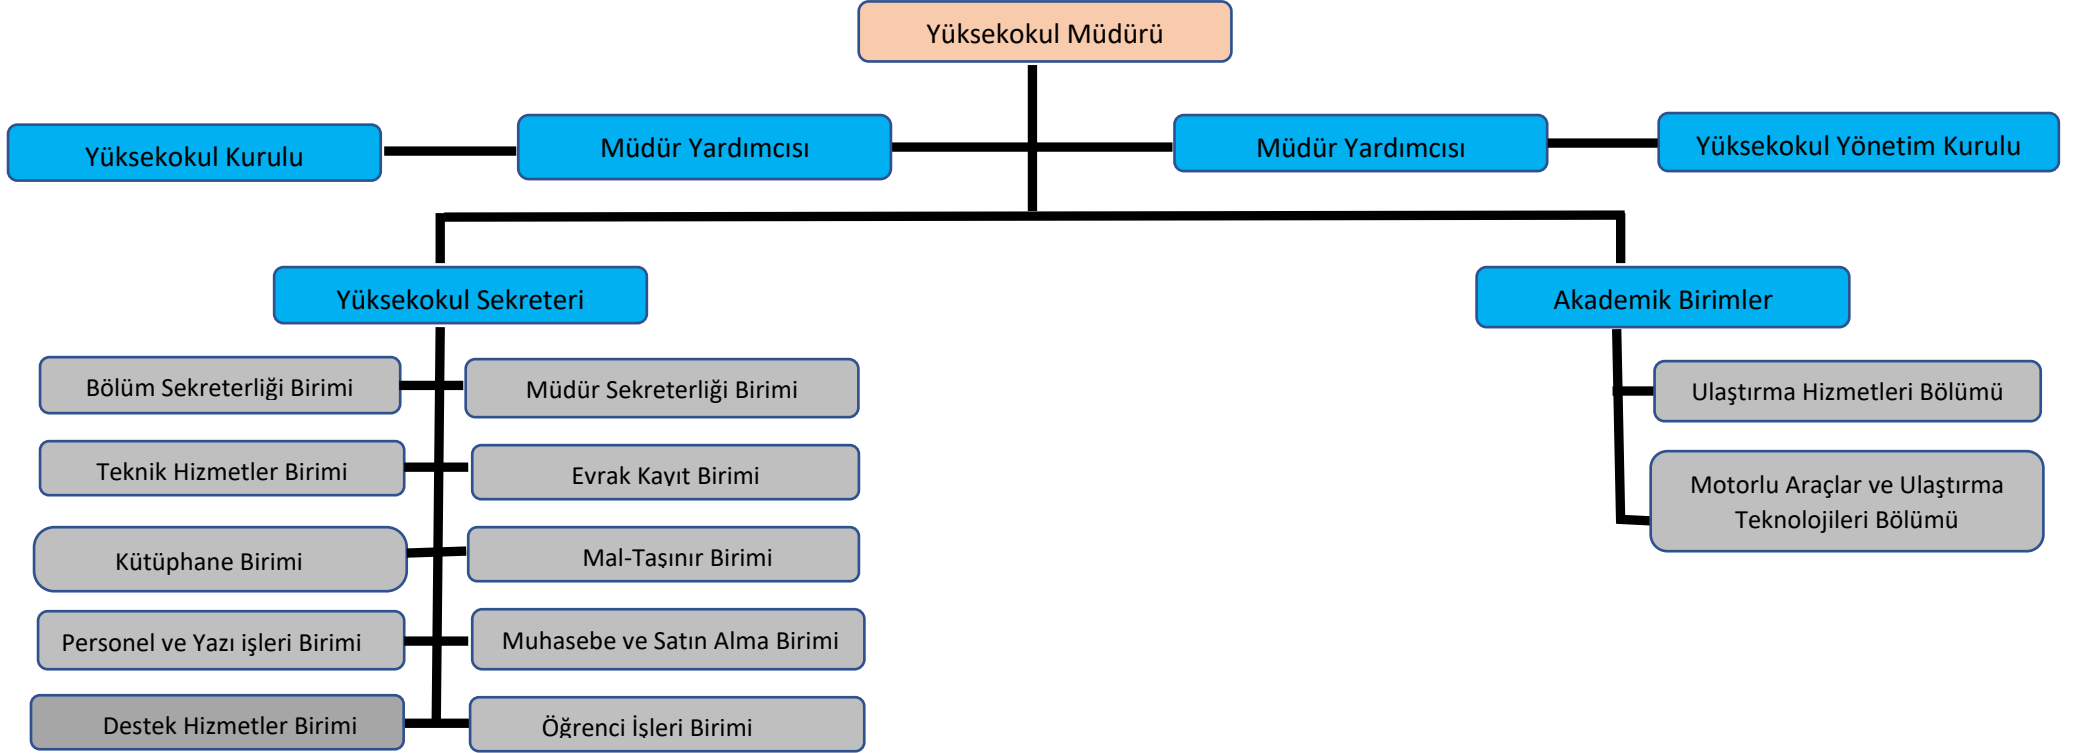 Yüksekokul Müdürü
Yüksekokul Kurulu
Müdür Yardımcısı
Müdür Yardımcısı
Yüksekokul Yönetim Kurulu
Yüksekokul Sekreteri
Akademik Birimler
Bölüm Sekreterliği Birimi
Müdür Sekreterliği Birimi
Ulaştırma Hizmetleri Bölümü
Teknik Hizmetler Birimi
Evrak Kayıt Birimi
Motorlu Araçlar ve Ulaştırma
Teknolojileri Bölümü
Kütüphane Birimi
Mal-Taşınır Birimi
Personel ve Yazı işleri Birimi
Muhasebe ve Satın Alma Birimi
Destek Hizmetler Birimi
Öğrenci İşleri Birimi